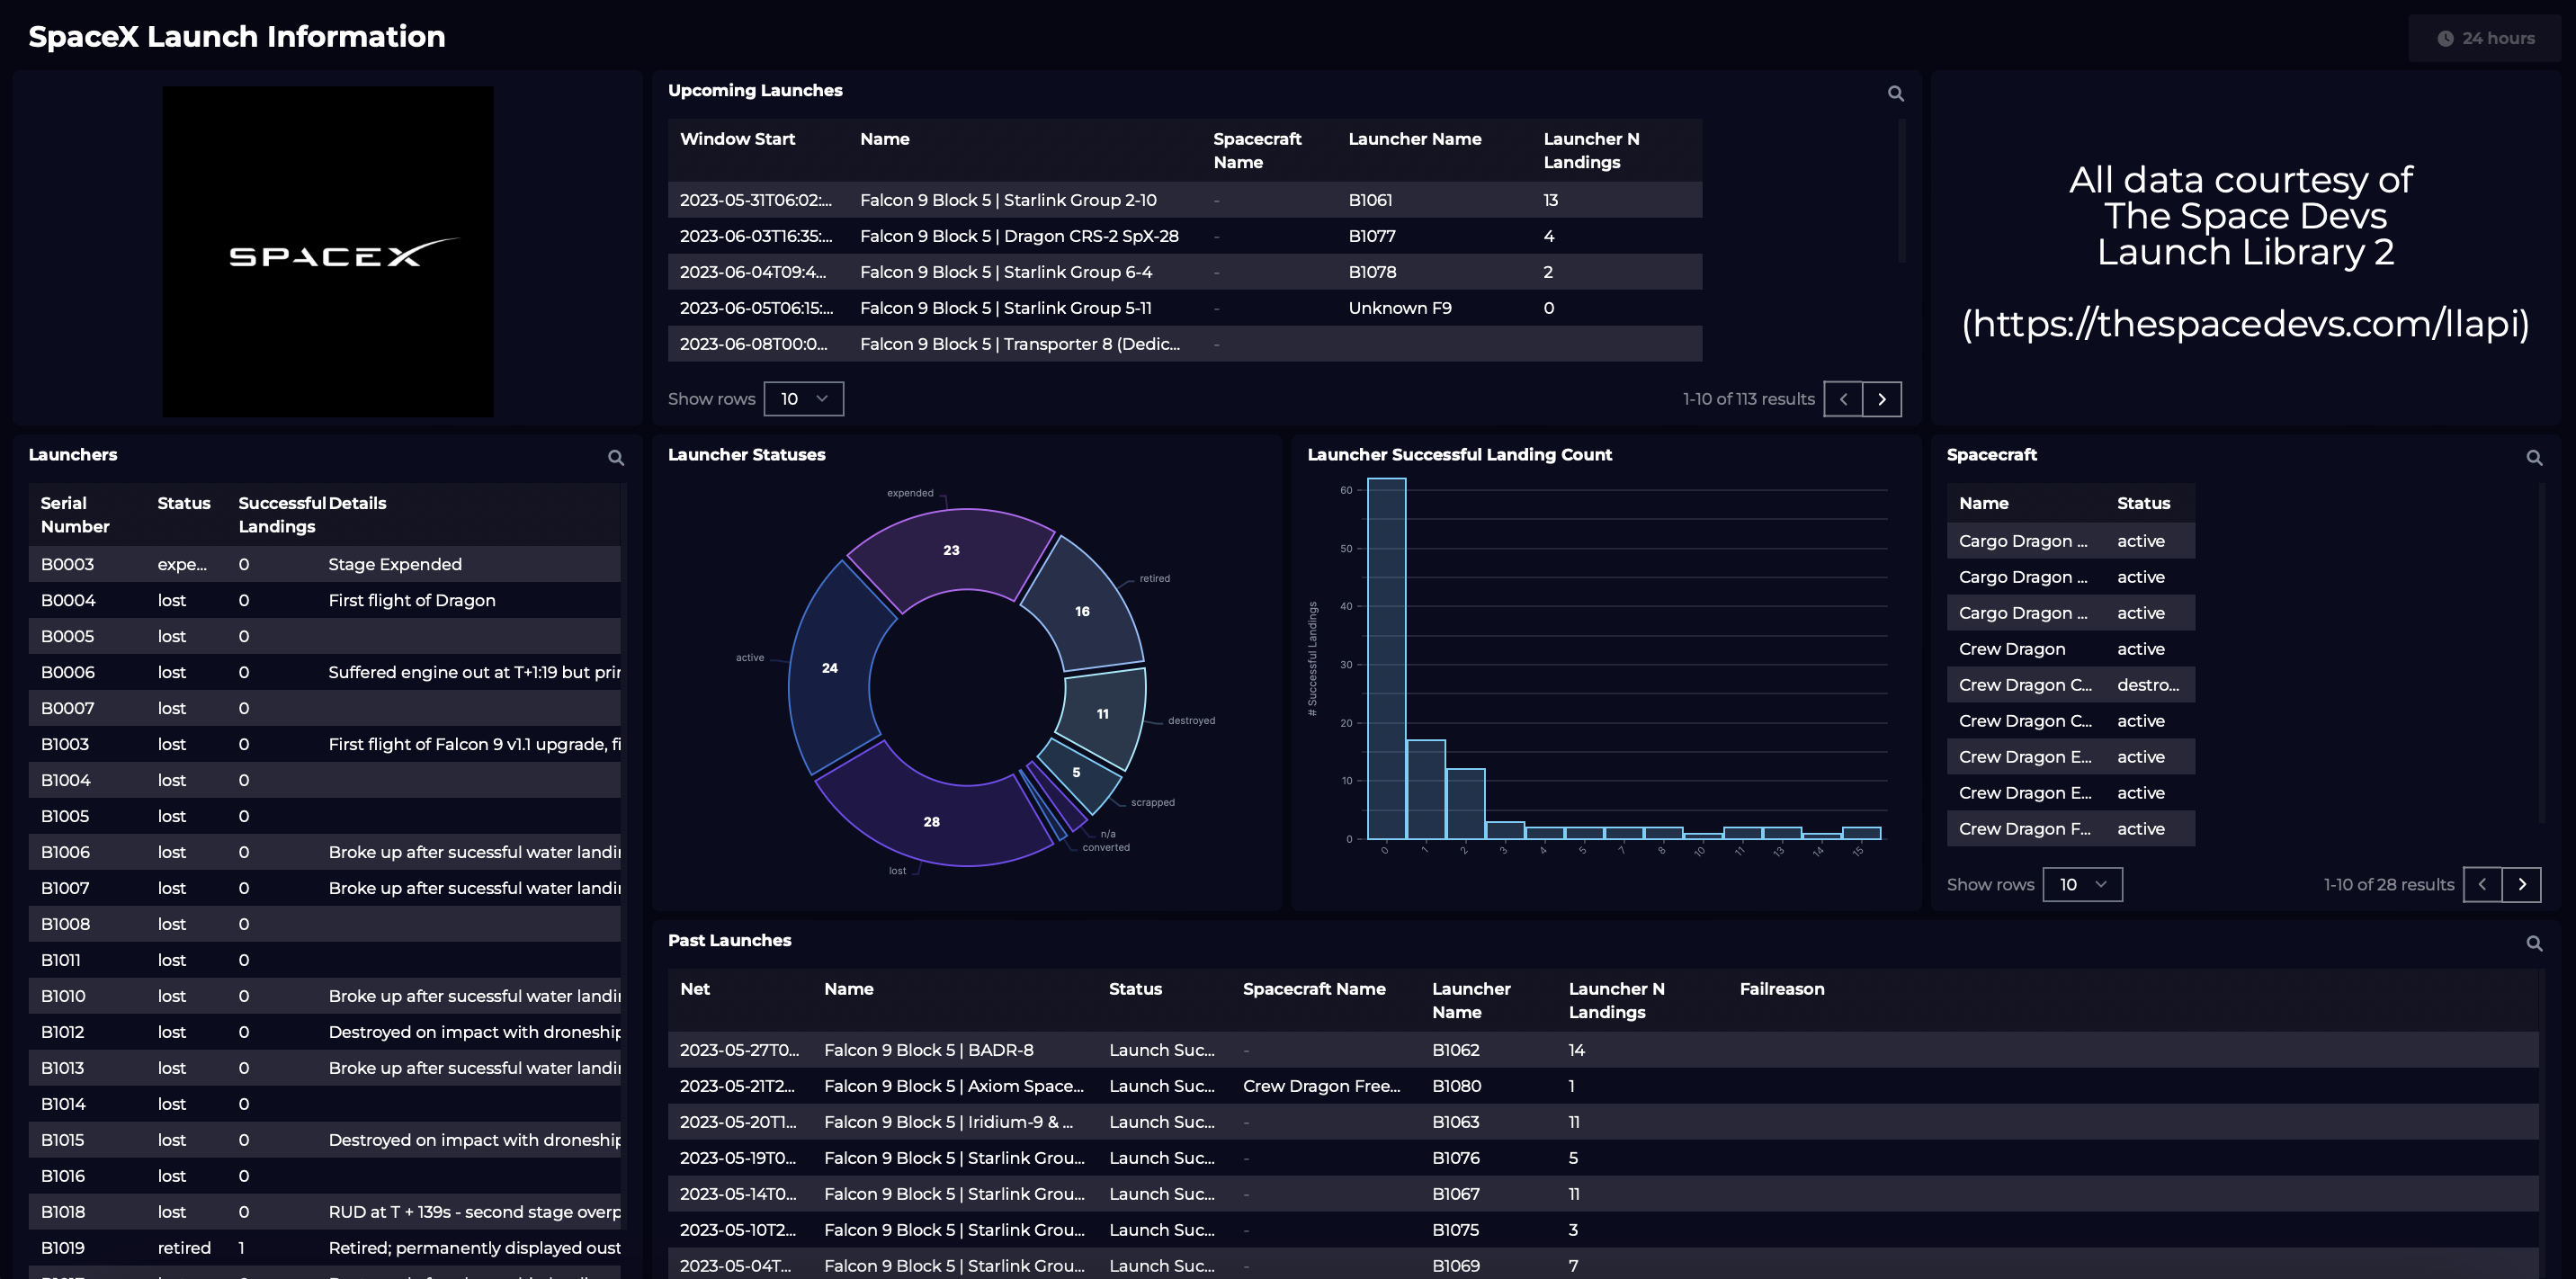 SpaceX Launch Information
24 hours
SPACEX
Upcoming Launches
Window Start Name Spacecraft Name Launcher Name Launcher N Landings
2023-05-31T06:02:... Falcon 9 Block 5 | Starlink Group 2-10 - B1061 13
2023-06-03T16:35:... Falcon 9 Block 5 | Dragon CRS-2 SpX-28 - B1077 4
2023-06-04T09:4... Falcon 9 Block 5 | Starlink Group 6-4 - B1078 2
2023-06-05T06:15:... Falcon 9 Block 5 | Starlink Group 5-11 - Unknown F9 0
2023-06-08T00:0... Falcon 9 Block 5 | Transporter 8 (Dedic... -
Show rows 10 1-10 of 113 results
All data courtesy of
The Space Devs
Launch Library 2
(https://thespacedevs.com/llapi)
Launchers
Serial Number Status Successful Landings Details
B0003 expe... 0 Stage Expended
B0004 lost 0 First flight of Dragon
B0005 lost 0
B0006 lost 0 Suffered engine out at T+1:19 but prir
B0007 lost 0
B1003 lost 0 First flight of Falcon 9 v1.1 upgrade, fi
B1004 lost 0
B1005 lost 0
B1006 lost 0 Broke up after sucessful water landir
B1007 lost 0 Broke up after sucessful water landir
B1008 lost 0
B1011 lost 0
B1010 lost 0 Broke up after sucessful water landir
B1012 lost 0 Destroyed on impact with droneship
B1013 lost 0 Broke up after sucessful water landir
B1014 lost 0
B1015 lost 0 Destroyed on impact with droneship
B1016 lost 0
B1018 lost 0 RUD at T + 139s - second stage overp
B1019 retired 1 Retired; permanently displayed oust
Launcher Statuses
expended
23
retired
16
active
24
11
destroyed
5
scrapped
28
n/a
converted
lost
Launcher Successful Landing Count
# Successful Landings
60
50
40
30
20
10
0
0 1 2 3 4 5 7 8 10 11 13 14 15
Spacecraft
Name Status
Cargo Dragon ... active
Cargo Dragon ... active
Cargo Dragon ... active
Crew Dragon active
Crew Dragon C... destro...
Crew Dragon C... active
Crew Dragon E... active
Crew Dragon E... active
Crew Dragon F... active
Show rows 10 1-10 of 28 results
Past Launches
Net Name Status Spacecraft Name Launcher Name Launcher N Landings Failreason
2023-05-27T0... Falcon 9 Block 5 | BADR-8 Launch Suc... - B1062 14
2023-05-21T2... Falcon 9 Block 5 | Axiom Space... Launch Suc... Crew Dragon Free... B1080 1
2023-05-20T1... Falcon 9 Block 5 | Iridium-9 & ... Launch Suc... - B1063 11
2023-05-19T0... Falcon 9 Block 5 | Starlink Grou... Launch Suc... - B1076 5
2023-05-14T0... Falcon 9 Block 5 | Starlink Grou... Launch Suc... - B1067 11
2023-05-10T2... Falcon 9 Block 5 | Starlink Grou... Launch Suc... - B1075 3
2023-05-04T... Falcon 9 Block 5 | Starlink Grou... Launch Suc... - B1069 7